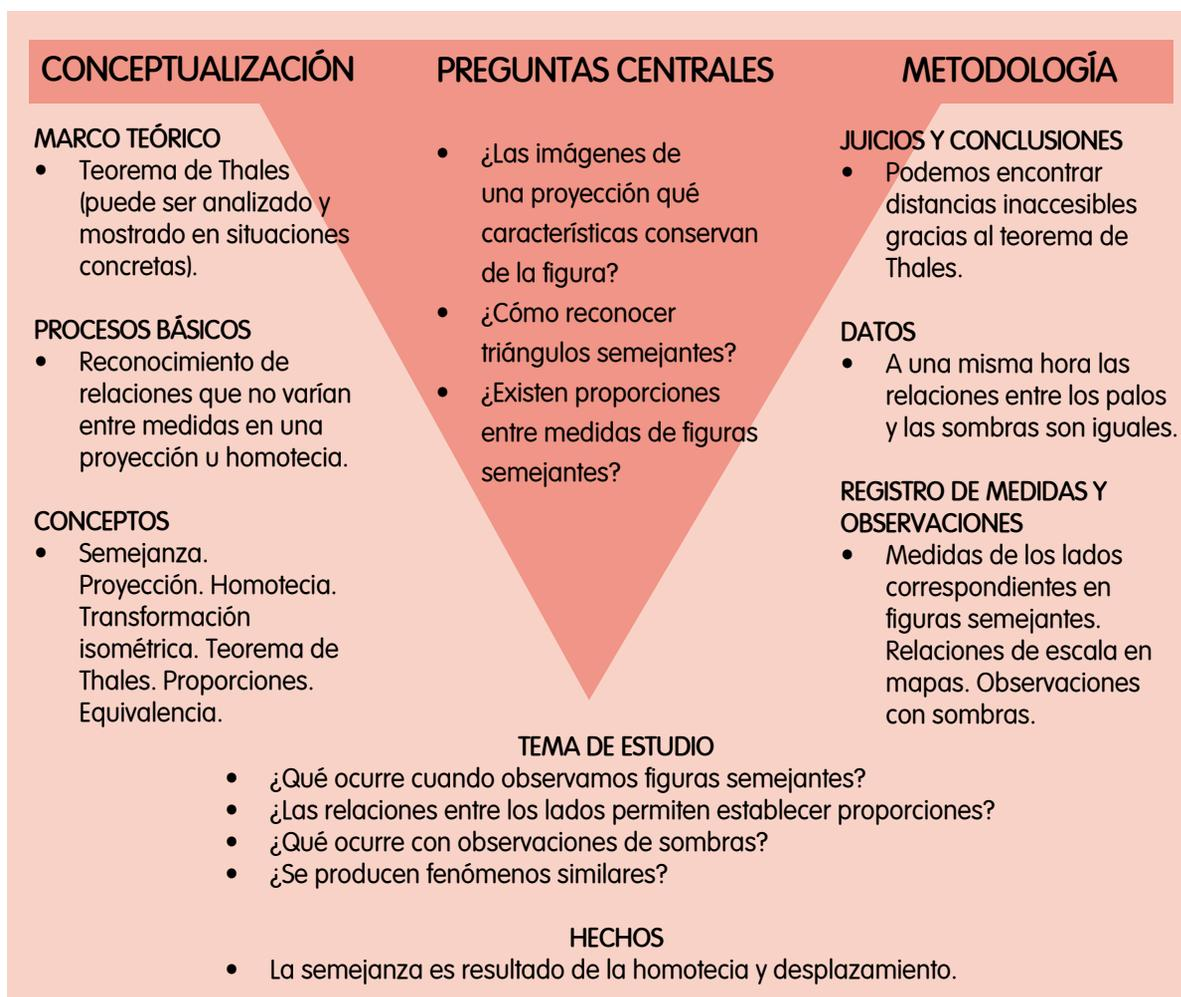 CONCEPTUALIZACIÓN
MARCO TEÓRICO
• Teorema de Thales
(puede ser analizado y
mostrado en situaciones
concretas).
PROCESOS BÁSICOS
• Reconocimiento de
relaciones que no varían
entre medidas en una
proyección u homotecia.
CONCEPTOS
• Semejanza.
Proyección. Homotecia.
Transformación
isométrica. Teorema de
Thales. Proporciones.
Equivalencia.
PREGUNTAS CENTRALES
• ¿Las imágenes de
una proyección qué
características conservan
de la figura?
• ¿Cómo reconocer
triángulos semejantes?
• ¿Existen proporciones
entre medidas de figuras
semejantes?
METODOLOGÍA
JUICIOS Y CONCLUSIONES
• Podemos encontrar
distancias inaccesibles
gracias al teorema de
Thales.
DATOS
• A una misma hora las
relaciones entre los palos
y las sombras son iguales.
REGISTRO DE MEDIDAS Y
OBSERVACIONES
• Medidas de los lados
correspondientes en
figuras semejantes.
Relaciones de escala en
mapas. Observaciones
con sombras.
TEMA DE ESTUDIO
• ¿Qué ocurre cuando observamos figuras semejantes?
• ¿Las relaciones entre los lados permiten establecer proporciones?
• ¿Qué ocurre con observaciones de sombras?
• ¿Se producen fenómenos similares?
HECHOS
• La semejanza es resultado de la homotecia y desplazamiento.